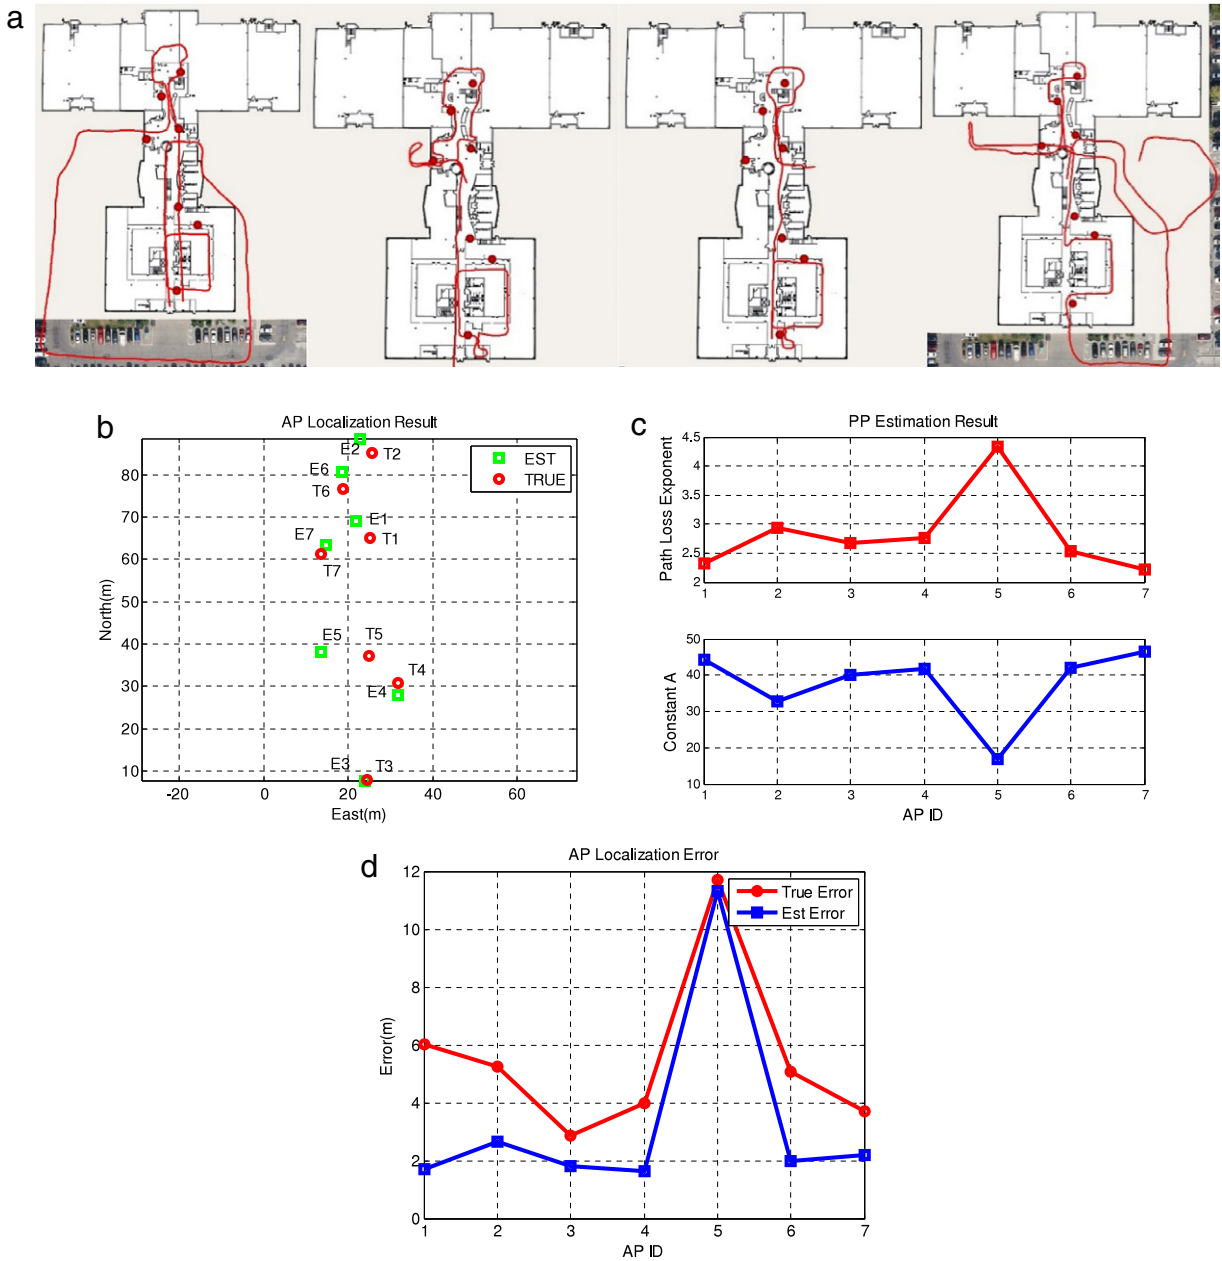 a
b
AP Localization Result
EST
TRUE
E2
T2
E6
T6
E1
T1
E7
T7
E5
T5
T4
E4
E3
T3
80
70
60
50
40
30
20
10
North(m)
-20
0
20
40
60
East(m)
c
PP Estimation Result
4.5
4
3.5
3
2.5
2
Path Loss Exponent
1
2
3
4
5
6
7
50
40
30
20
10
Constant A
1
2
3
4
5
6
7
AP ID
d
AP Localization Error
True Error
Est Error
12
10
8
6
4
2
0
Error(m)
1
2
3
4
5
6
7
AP ID